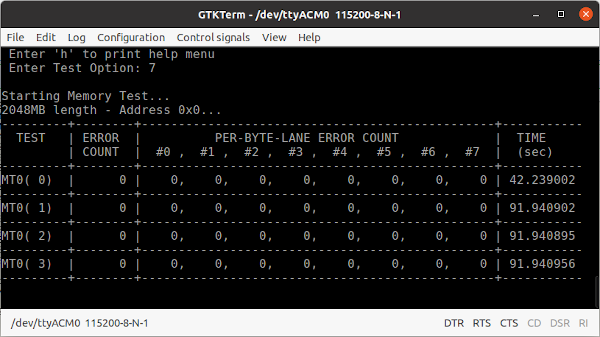 GTKTerm - /dev/ttyACM0 115200-8-N-1
File Edit Log Configuration Control signals View Help
Enter 'h' to print help menu
Enter Test Option: 7
Starting Memory Test...
2048MB length - Address 0x0...
---------+-------+---------------------------------------------+-----------
TEST | ERROR | PER-BYTE-LANE ERROR COUNT | TIME
| COUNT | #0 , #1 , #2 , #3 , #4 , #5 , #6 , #7 | (sec)
---------+-------+---------------------------------------------+-----------
MT0( 0) | 0 | 0, 0, 0, 0, 0, 0, 0, 0 | 42.239002
---------+-------+---------------------------------------------+-----------
MT0( 1) | 0 | 0, 0, 0, 0, 0, 0, 0, 0 | 91.940902
---------+-------+---------------------------------------------+-----------
MT0( 2) | 0 | 0, 0, 0, 0, 0, 0, 0, 0 | 91.940895
---------+-------+---------------------------------------------+-----------
MT0( 3) | 0 | 0, 0, 0, 0, 0, 0, 0, 0 | 91.940956
---------+-------+---------------------------------------------+-----------
/dev/ttyACM0 115200-8-N-1 DTR RTS CTS CD DSR RI